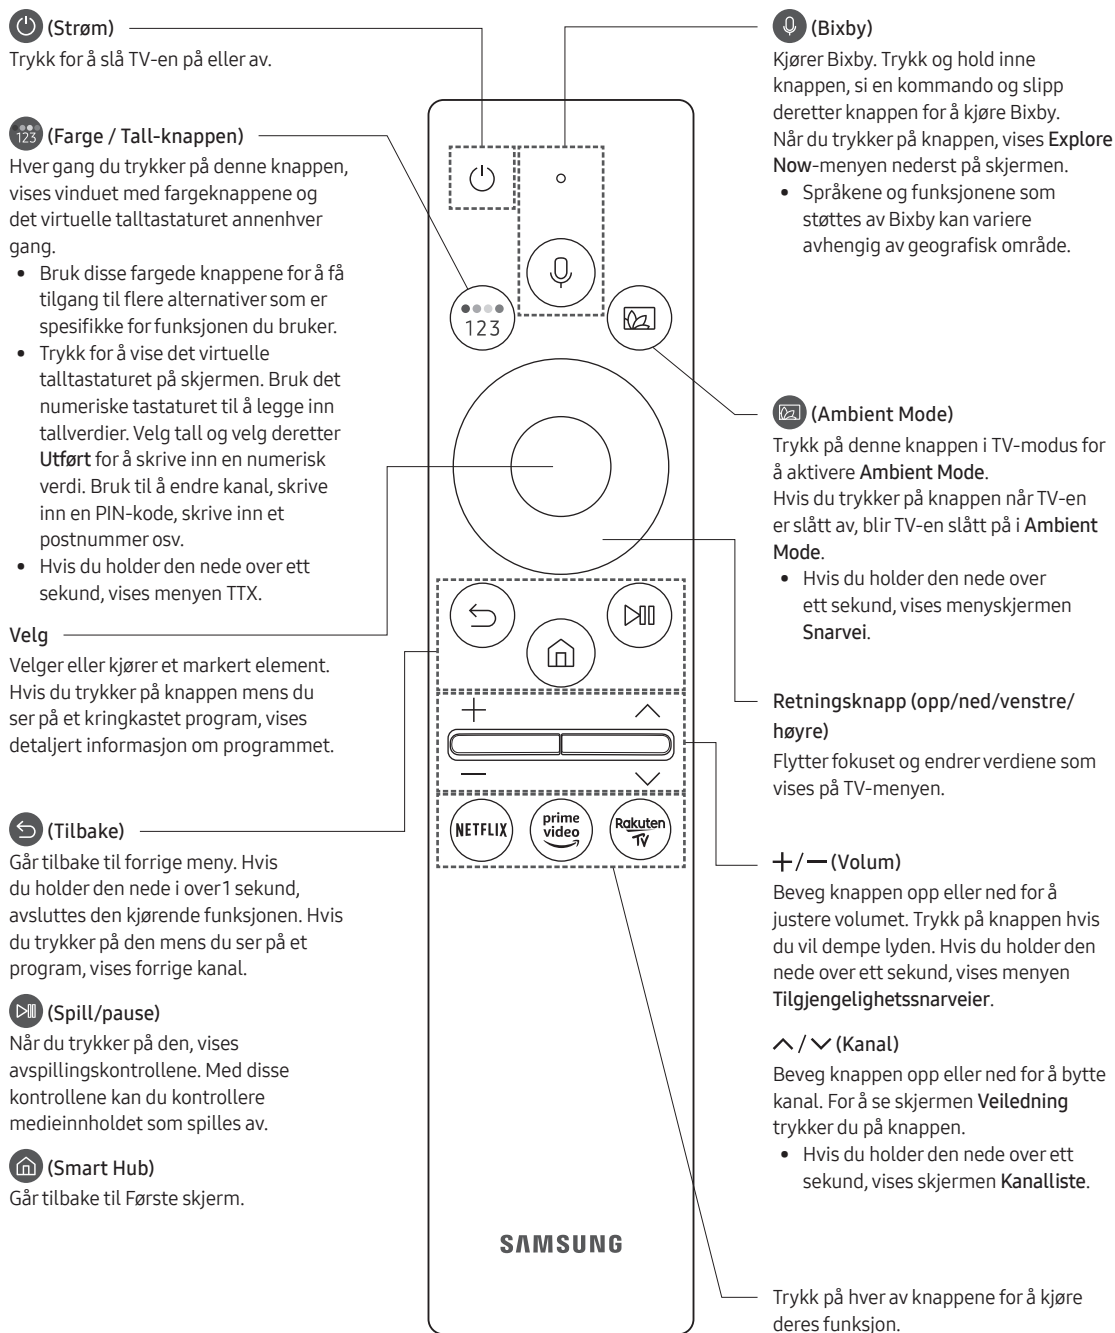 (Strøm)
Trykk for å slå TV-en på eller av.
123 (Farge / Tall-knappen)
Hver gang du trykker på denne knappen,
vises vinduet med fargeknappene og
det virtuelle talltastaturet annenhver
gang.
• Bruk disse fargede knappene for å få
tilgang til flere alternativer som er
spesifikke for funksjonen du bruker.
• Trykk for å vise det virtuelle
talltastaturet på skjermen. Bruk det
numeriske tastaturet til å legge inn
tallverdier. Velg tall og velg deretter
Utført for å skrive inn en numerisk
verdi. Bruk til å endre kanal, skrive
inn en PIN-kode, skrive inn et
postnummer osv.
• Hvis du holder den nede over ett
sekund, vises menyen TTX.
Velg
Velger eller kjører et markert element.
Hvis du trykker på knappen mens du
ser på et kringkastet program, vises
detaljert informasjon om programmet.
(Tilbake)
Går tilbake til forrige meny. Hvis
du holder den nede i over 1 sekund,
avsluttes den kjørende funksjonen. Hvis
du trykker på den mens du ser på et
program, vises forrige kanal.
(Spill/pause)
Når du trykker på den, vises
avspillingskontrollene. Med disse
kontrollene kan du kontrollere
medieinnholdet som spilles av.
(Smart Hub)
Går tilbake til Første skjerm.
123
NETFLIX
prime
video
Rakuten
TV
SAMSUNG
(Bixby)
Kjører Bixby. Trykk og hold inne
knappen, si en kommando og slipp
deretter knappen for å kjøre Bixby.
Når du trykker på knappen, vises Explore
Now-menyen nederst på skjermen.
• Språkene og funksjonene som
støttes av Bixby kan variere
avhengig av geografisk område.
(Ambient Mode)
Trykk på denne knappen i TV-modus for
å aktivere Ambient Mode.
Hvis du trykker på knappen når TV-en
er slått av, blir TV-en slått på i Ambient
Mode.
• Hvis du holder den nede over
ett sekund, vises menyskjermen
Snarvei.
Retningsknapp (opp/ned/venstre/
høyre)
Flytter fokuset og endrer verdiene som
vises på TV-menyen.
+/− (Volum)
Beveg knappen opp eller ned for å
justere volumet. Trykk på knappen hvis
du vil dempe lyden. Hvis du holder den
nede over ett sekund, vises menyen
Tilgjengelighetssnarveier.
/ (Kanal)
Beveg knappen opp eller ned for å bytte
kanal. For å se skjermen Veiledning
trykker du på knappen.
• Hvis du holder den nede over ett
sekund, vises skjermen Kanalliste.
Trykk på hver av knappene for å kjøre
deres funksjon.